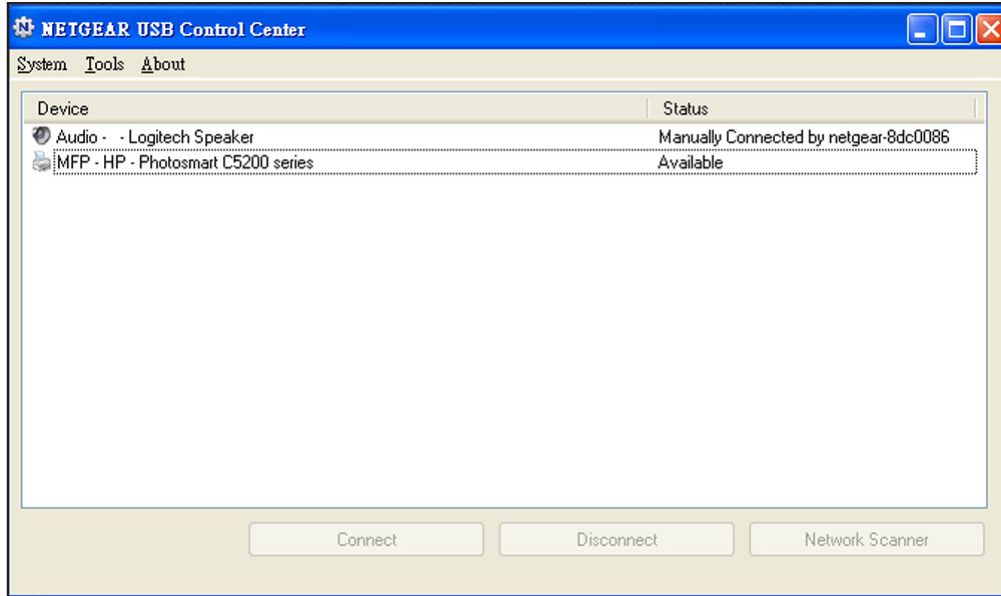 NETGEAR USB Control Center
System Tools About
Device Status
Audio - - Logitech Speaker Manually Connected by netgear-8dc0086
MFP - HP - Photosmart C5200 series Available
Connect Disconnect Network Scanner